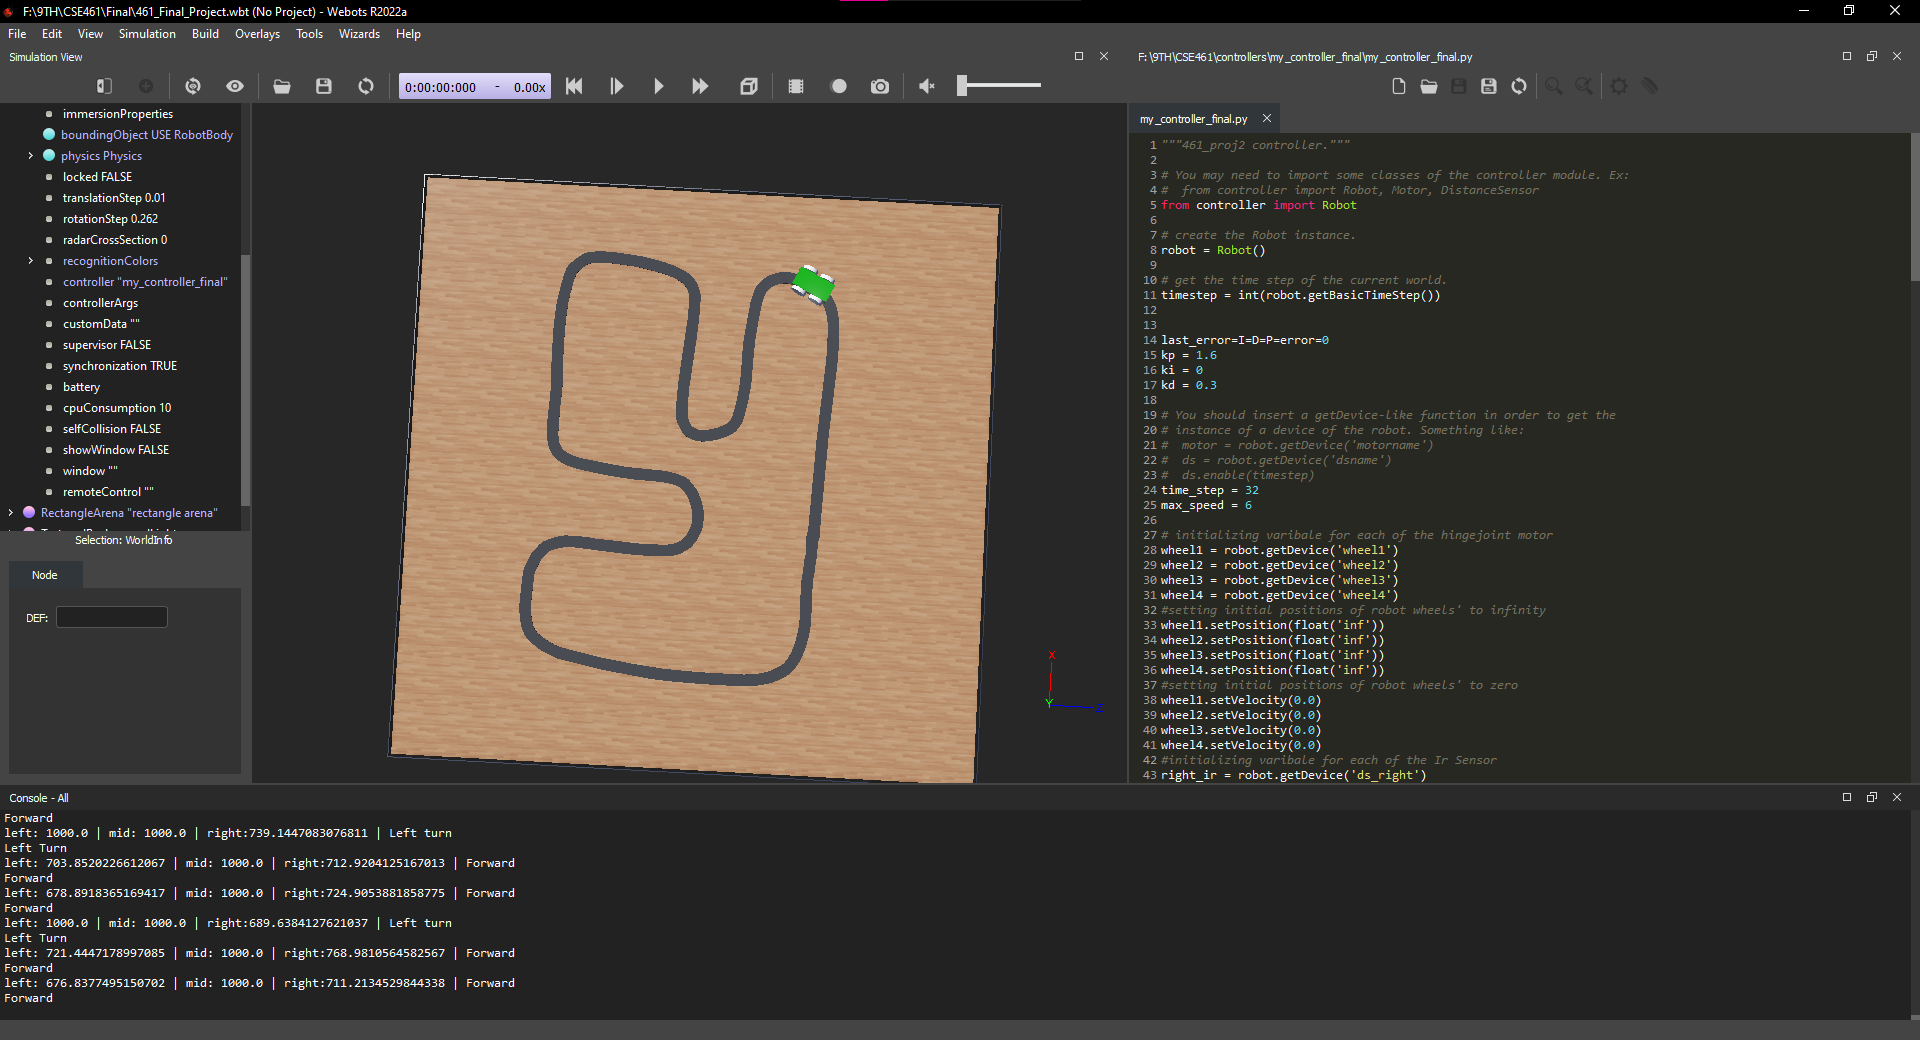 F:\9TH\CSE461\Final\461_Final_Project.wbt (No Project) - Webots R2022a
File Edit View Simulation Build Overlays Tools Wizards Help
Simulation View
0:00:00:000 - 0.00x
immersionProperties
boundingObject USE RobotBody
physics Physics
locked FALSE
translationStep 0.01
rotationStep 0.262
radarCrossSection 0
recognitionColors
controller "my_controller_final"
controllerArgs
customData ""
supervisor FALSE
synchronization TRUE
battery
cpuConsumption 10
selfCollision FALSE
showWindow FALSE
window ""
remoteControl ""
RectangleArena "rectangle arena"
Selection: WorldInfo
Node
DEF:
X
Y
Z
F:\9TH\CSE461\controllers\my_controller_final\my_controller_final.py
my_controller_final.py
1 """461_proj2 controller."""
2
3 # You may need to import some classes of the controller module. Ex:
4 #  from controller import Robot, Motor, DistanceSensor
5 from controller import Robot
6
7 # create the Robot instance.
8 robot = Robot()
9
10 # get the time step of the current world.
11 timestep = int(robot.getBasicTimeStep())
12
13
14 last_error=I=D=P=error=0
15 kp = 1.6
16 ki = 0
17 kd = 0.3
18
19 # You should insert a getDevice-like function in order to get the
20 # instance of a device of the robot. Something like:
21 #  motor = robot.getDevice('motorname')
22 #  ds = robot.getDevice('dsname')
23 #  ds.enable(timestep)
24 time_step = 32
25 max_speed = 6
26
27 # initializing varibale for each of the hingejoint motor
28 wheel1 = robot.getDevice('wheel1')
29 wheel2 = robot.getDevice('wheel2')
30 wheel3 = robot.getDevice('wheel3')
31 wheel4 = robot.getDevice('wheel4')
32 #setting initial positions of robot wheels' to infinity
33 wheel1.setPosition(float('inf'))
34 wheel2.setPosition(float('inf'))
35 wheel3.setPosition(float('inf'))
36 wheel4.setPosition(float('inf'))
37 #setting initial positions of robot wheels' to zero
38 wheel1.setVelocity(0.0)
39 wheel2.setVelocity(0.0)
40 wheel3.setVelocity(0.0)
41 wheel4.setVelocity(0.0)
42 #initializing varibale for each of the Ir Sensor
43 right_ir = robot.getDevice('ds_right')
Console - All
Forward
left: 1000.0 | mid: 1000.0 | right:739.1447083076811 | Left turn
Left Turn
left: 703.8520226612067 | mid: 1000.0 | right:712.9204125167013 | Forward
Forward
left: 678.8918365169417 | mid: 1000.0 | right:724.9053881858775 | Forward
Forward
left: 1000.0 | mid: 1000.0 | right:689.6384127621037 | Left turn
Left Turn
left: 721.4447178997085 | mid: 1000.0 | right:768.9810564582567 | Forward
Forward
left: 676.8377495150702 | mid: 1000.0 | right:711.2134529844338 | Forward
Forward